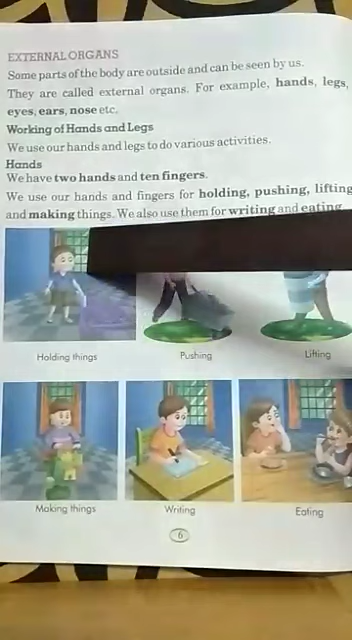 EXTERNAL ORGANS
Some parts of the body are outside and can be seen by us.
They are called external organs. For example, hands, legs,
eyes, ears, nose etc.
Working of Hands and Legs
We use our hands and legs to do various activities.
Hands
We have two hands and ten fingers.
We use our hands and fingers for holding, pushing, lifting
and making things. We also use them for writing and eating
Holding things
Pushing
Lifting
Making things
Writing
Eating
6